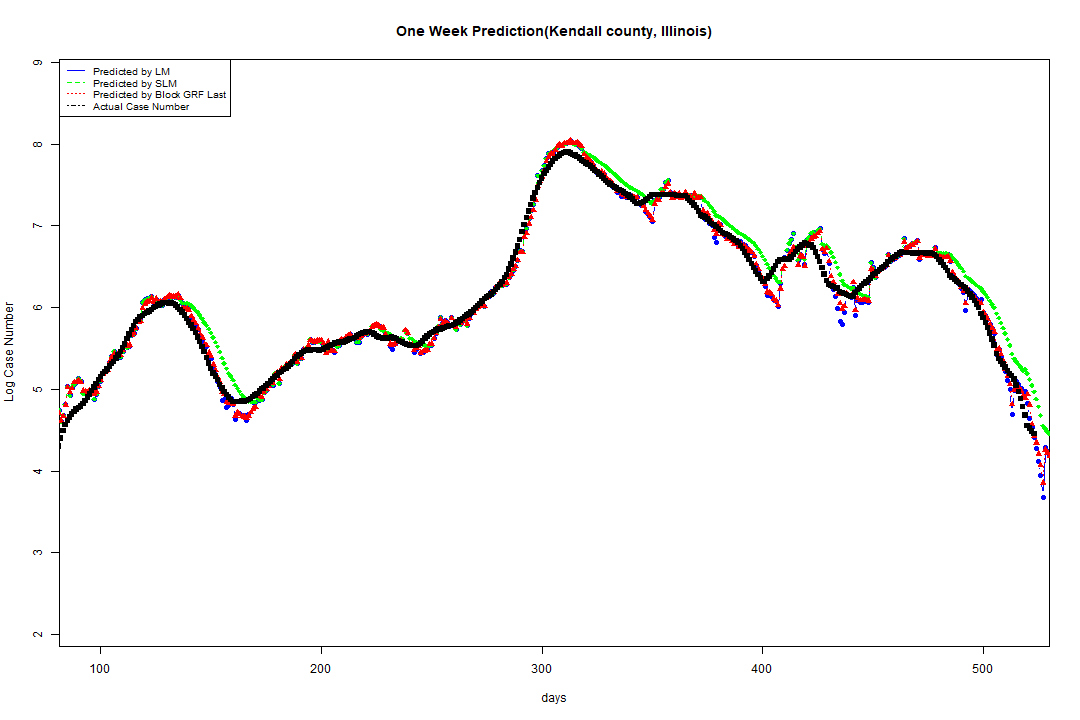 One Week Prediction(Kendall county, Illinois)
Predicted by LM
Predicted by SLM
Predicted by Block GRF Last
Actual Case Number
Log Case Number
9
8
7
6
5
4
3
2
100 200 300 400 500
days